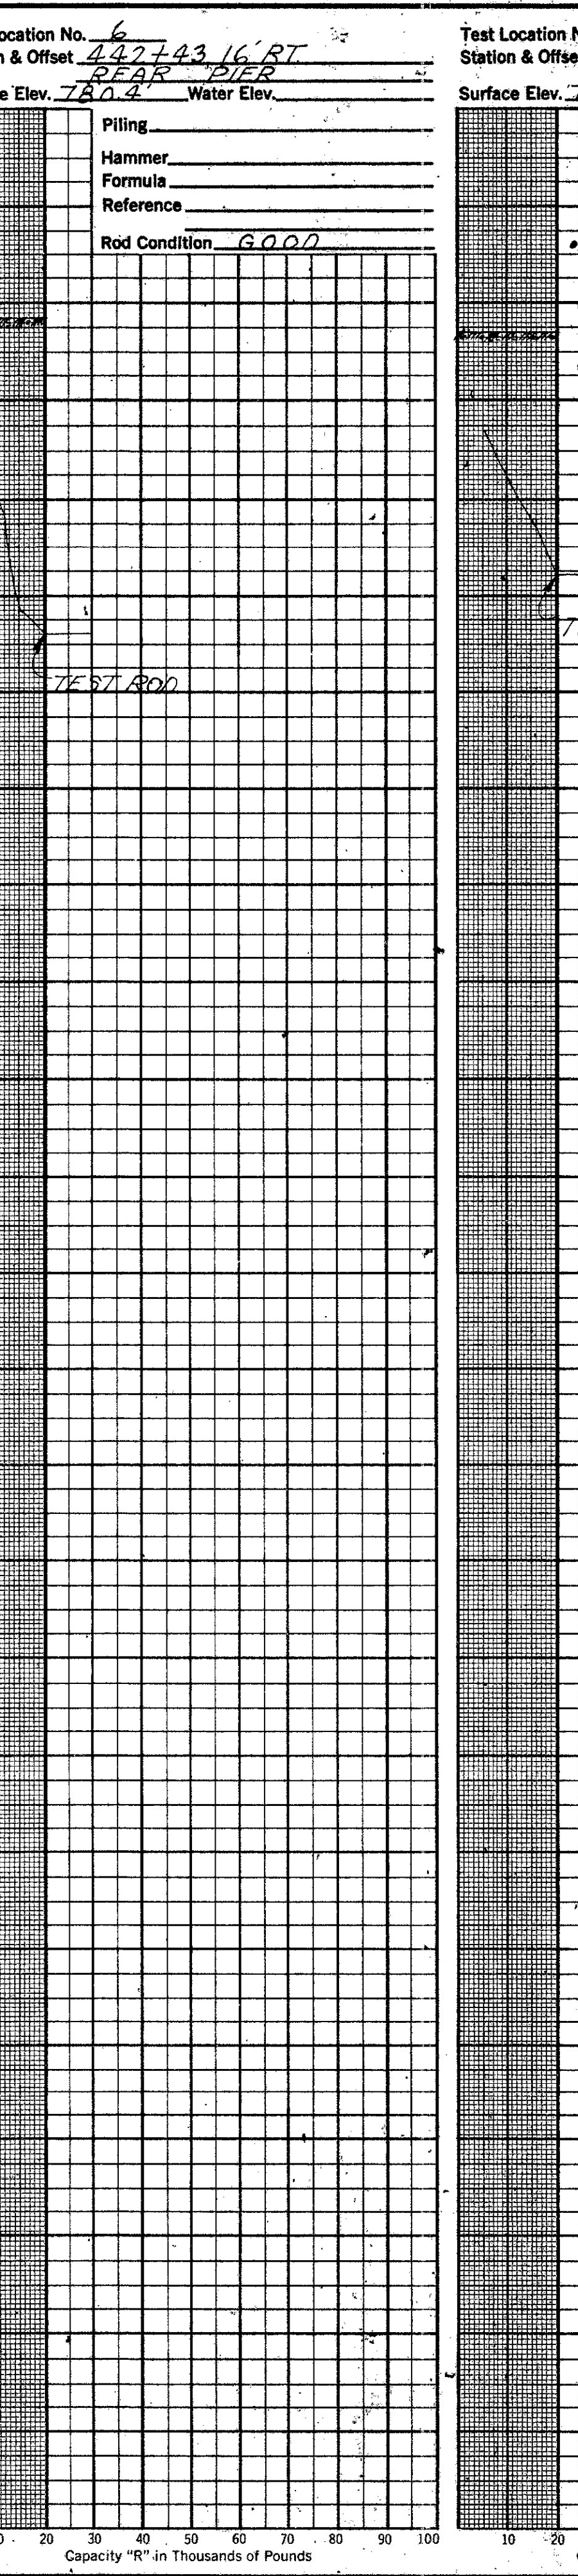 ocation No. 6
n & Offset 442+43, 16' RT
REAR PIER
e Elev. 780.4 Water Elev.
Piling
Hammer
Formula
Reference
Rod Condition GOOD
TEST ROD
20 30 40 50 60 70 80 90 100
Capacity "R" in Thousands of Pounds
Test Location N
Station & Offse
Surface Elev. 7
T
10 20